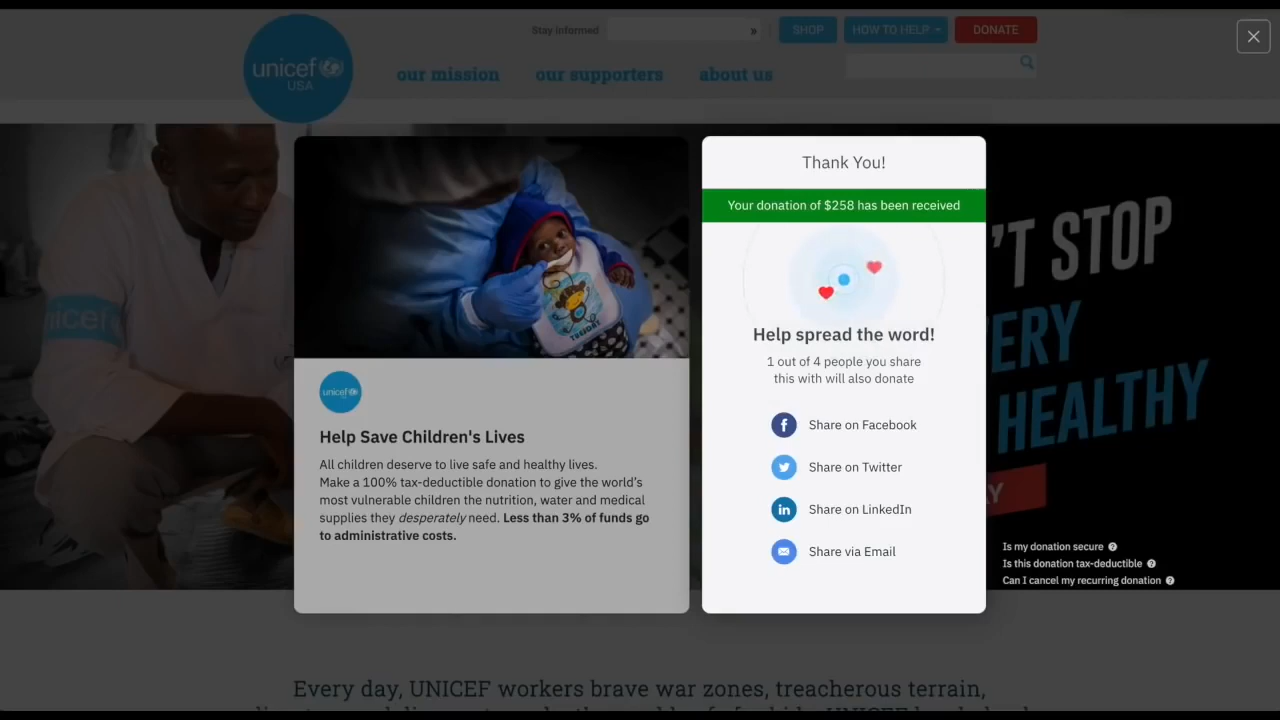 Stay informed
»
SHOP
HOW TO HELP
DONATE
unicef
USA
our mission
our supporters
about us
unicef
'T STOP
ERY
HEALTHY
Y
Thank You!
Your donation of $258 has been received
Help spread the word!
1 out of 4 people you share
this with will also donate
Share on Facebook
Share on Twitter
Share on LinkedIn
Share via Email
unicef
Help Save Children's Lives
All children deserve to live safe and healthy lives.
Make a 100% tax-deductible donation to give the world's
most vulnerable children the nutrition, water and medical
supplies they desperately need. Less than 3% of funds go
to administrative costs.
Is my donation secure ?
Is this donation tax-deductible ?
Can I cancel my recurring donation ?
Every day, UNICEF workers brave war zones, treacherous terrain,